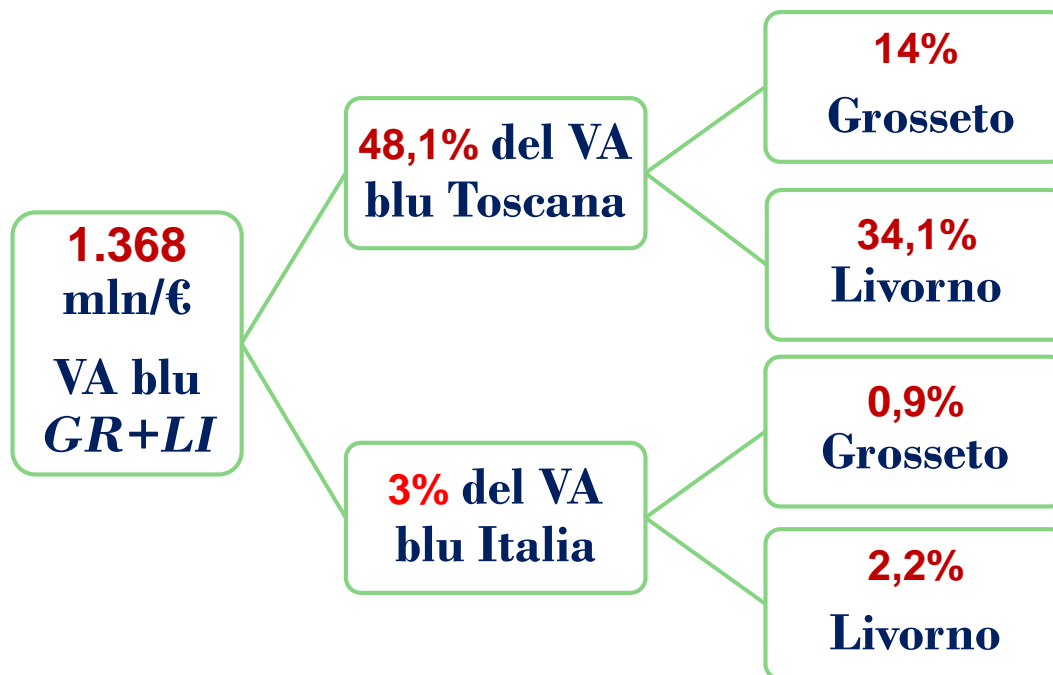 1.368
mln/€
VA blu
GR+LI
48,1% del VA
blu Toscana
14%
Grosseto
34,1%
Livorno
3% del VA
blu Italia
0,9%
Grosseto
2,2%
Livorno